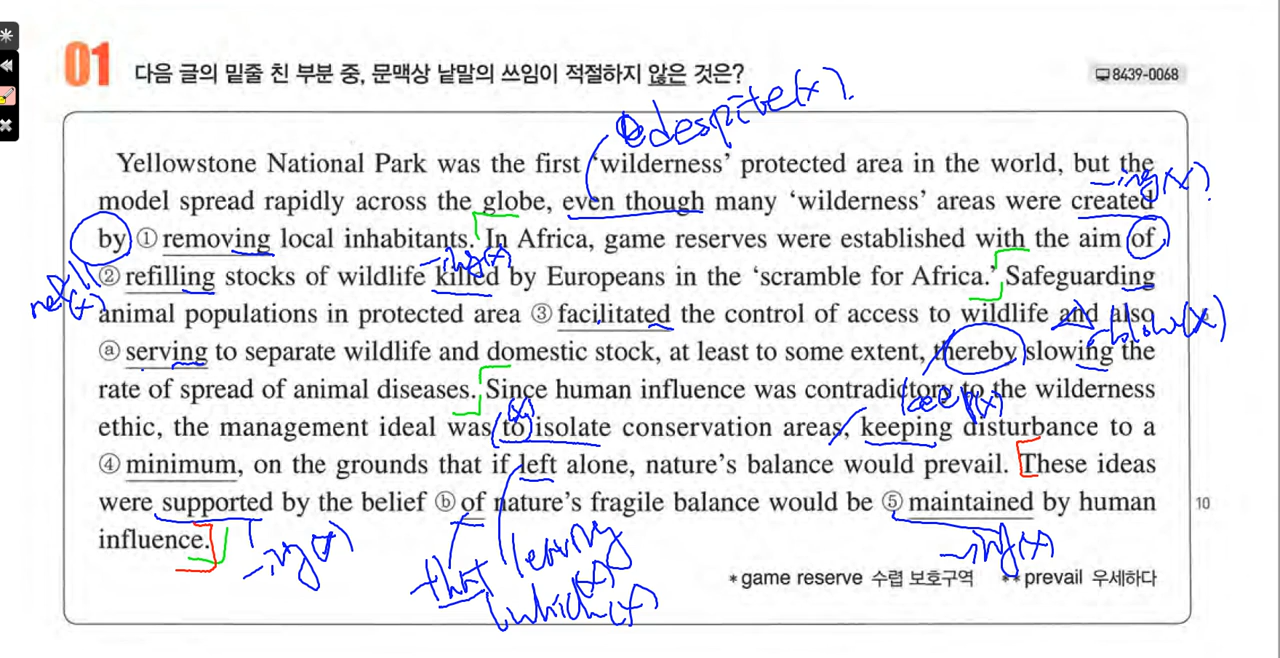 01 다음 글의 밑줄 친 부분 중, 문맥상 낱말의 쓰임이 적절하지 않은 것은? 8439-0068
despite(x).
Yellowstone National Park was the first 'wilderness' protected area in the world, but the
-ing(x)?
model spread rapidly across the globe, even though many 'wilderness' areas were created
by ① removing local inhabitants. In Africa, game reserves were established with the aim of
-ing(x)
② refilling stocks of wildlife killed by Europeans in the 'scramble for Africa.' Safeguarding
animal populations in protected area ③ facilitated the control of access to wildlife and also
ⓐ serving to separate wildlife and domestic stock, at least to some extent, thereby slowing the
rate of spread of animal diseases. Since human influence was contradictory to the wilderness
(x) keep(x)
ethic, the management ideal was to isolate conservation areas, keeping disturbance to a
④ minimum, on the grounds that if left alone, nature's balance would prevail. These ideas
were supported by the belief ⓑ of nature's fragile balance would be ⑤ maintained by human 10
influence.
-ing(x) that leaving (x) -ing(x)
which(x)
*game reserve 수렵 보호구역 **prevail 우세하다